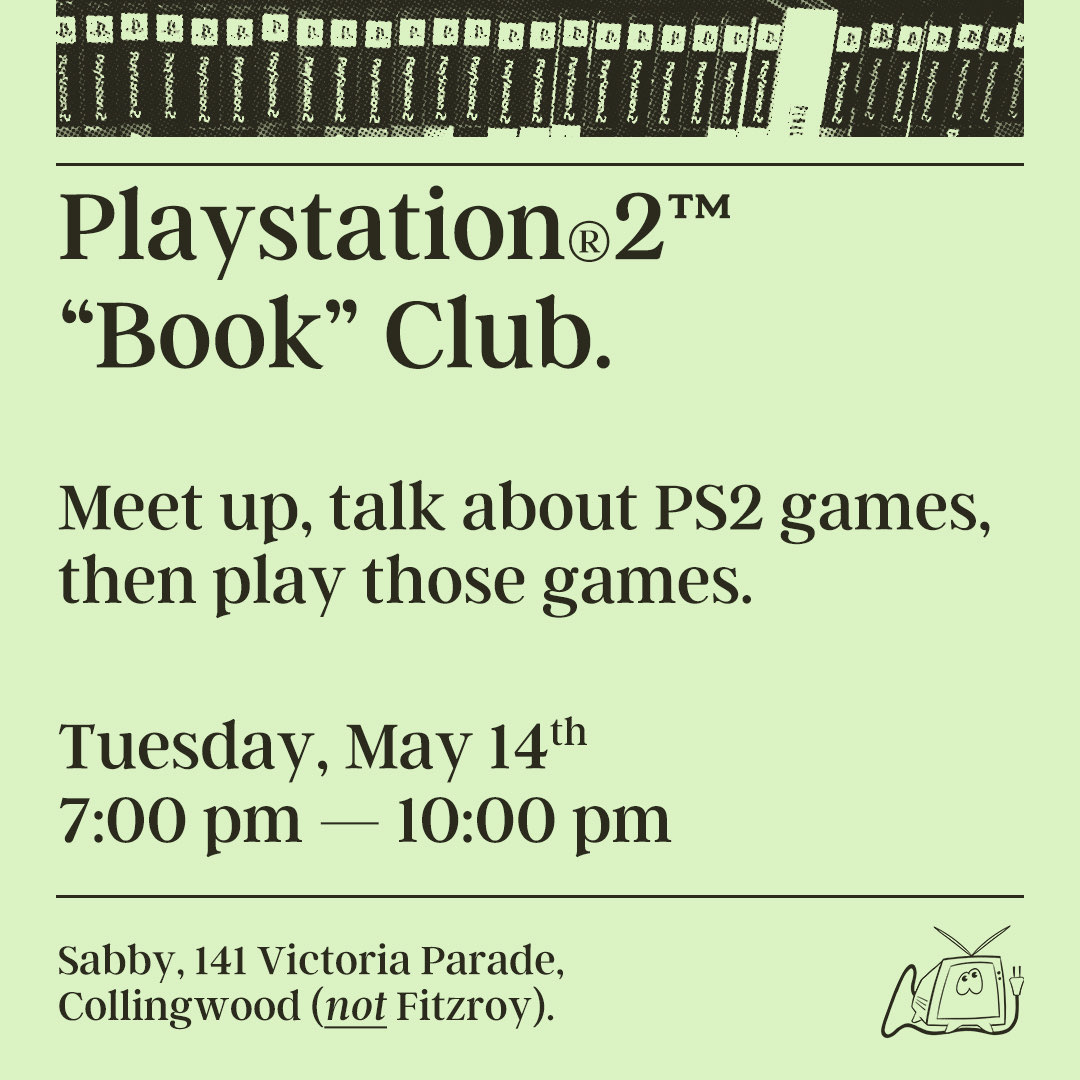 Playstation®2™
“Book” Club.
Meet up, talk about PS2 games,
then play those games.
Tuesday, May 14th
7:00 pm — 10:00 pm
Sabby, 141 Victoria Parade,
Collingwood (not Fitzroy).